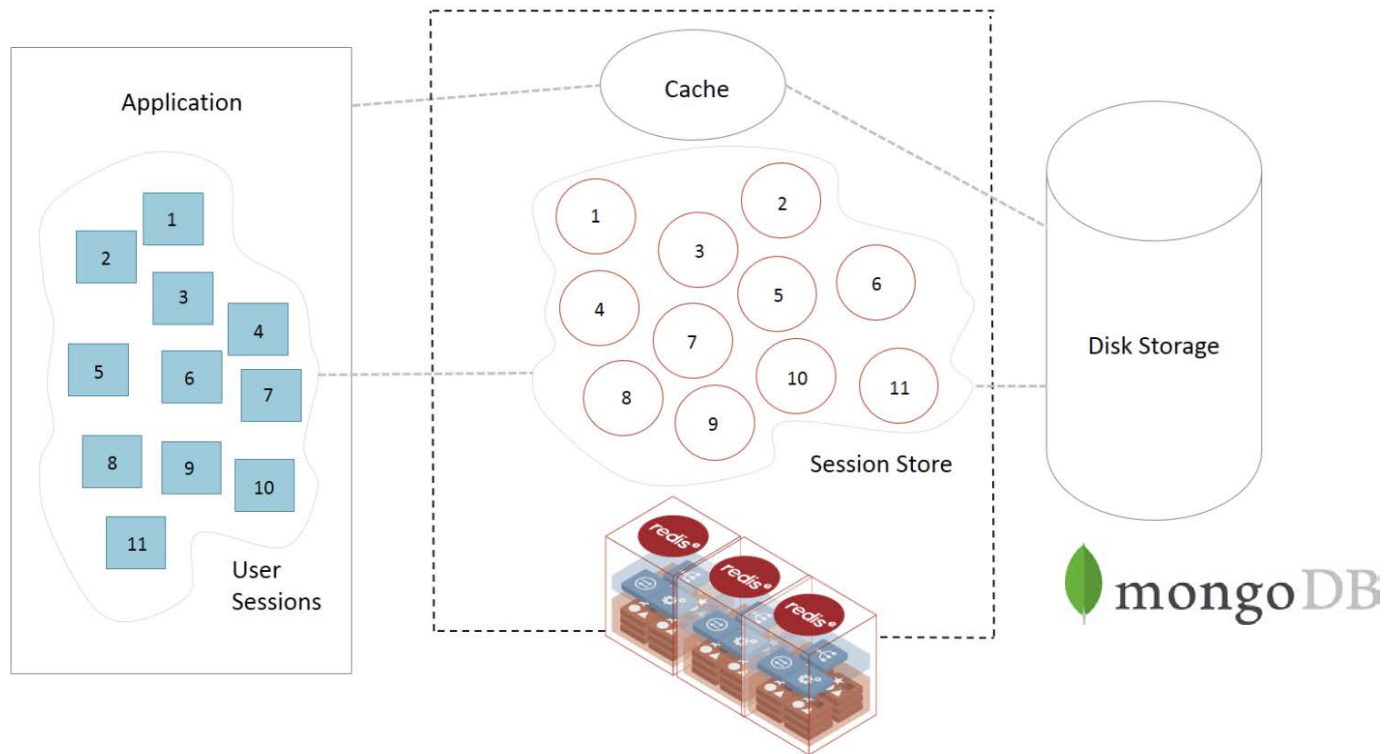 Application
1
2
3
4
5
6
7
8
9
10
11
User
Sessions
Cache
1
2
3
4
5
6
7
8
9
10
11
Session Store
redis
redis
redis
Disk Storage
mongoDB